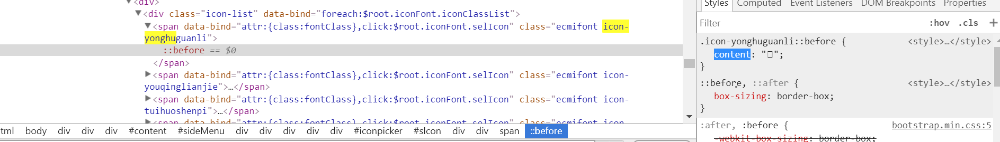 ▼<div>
▼<div class="icon-list" data-bind="foreach:$root.iconFont.iconClassList">
▼<span data-bind="attr:{class:fontClass},click:$root.iconFont.selIcon" class="ecmifont icon-
yonghuguanli">
::before == $0
</span>
▶<span data-bind="attr:{class:fontClass},click:$root.iconFont.selIcon" class="ecmifont icon-
youqinglianjie">…</span>
▶<span data-bind="attr:{class:fontClass},click:$root.iconFont.selIcon" class="ecmifont icon-
tuihuoshenpi">…</span>
▶<span data-bind="attr:{class:fontClass},click:$root.iconFont.selIcon" class="ecmifont icon-
tml body div div div #content #sideMenu div div div div div #iconpicker #sIcon div div span ::before
Styles Computed Event Listeners DOM Breakpoints Properties
Filter :hov .cls +
.icon-yonghuguanli::before { <style>…</style>
content: "";
}
::before, ::after { <style>…</style>
box-sizing: border-box;
}
:after, :before { bootstrap.min.css:5
-webkit-box-sizing: border-box;